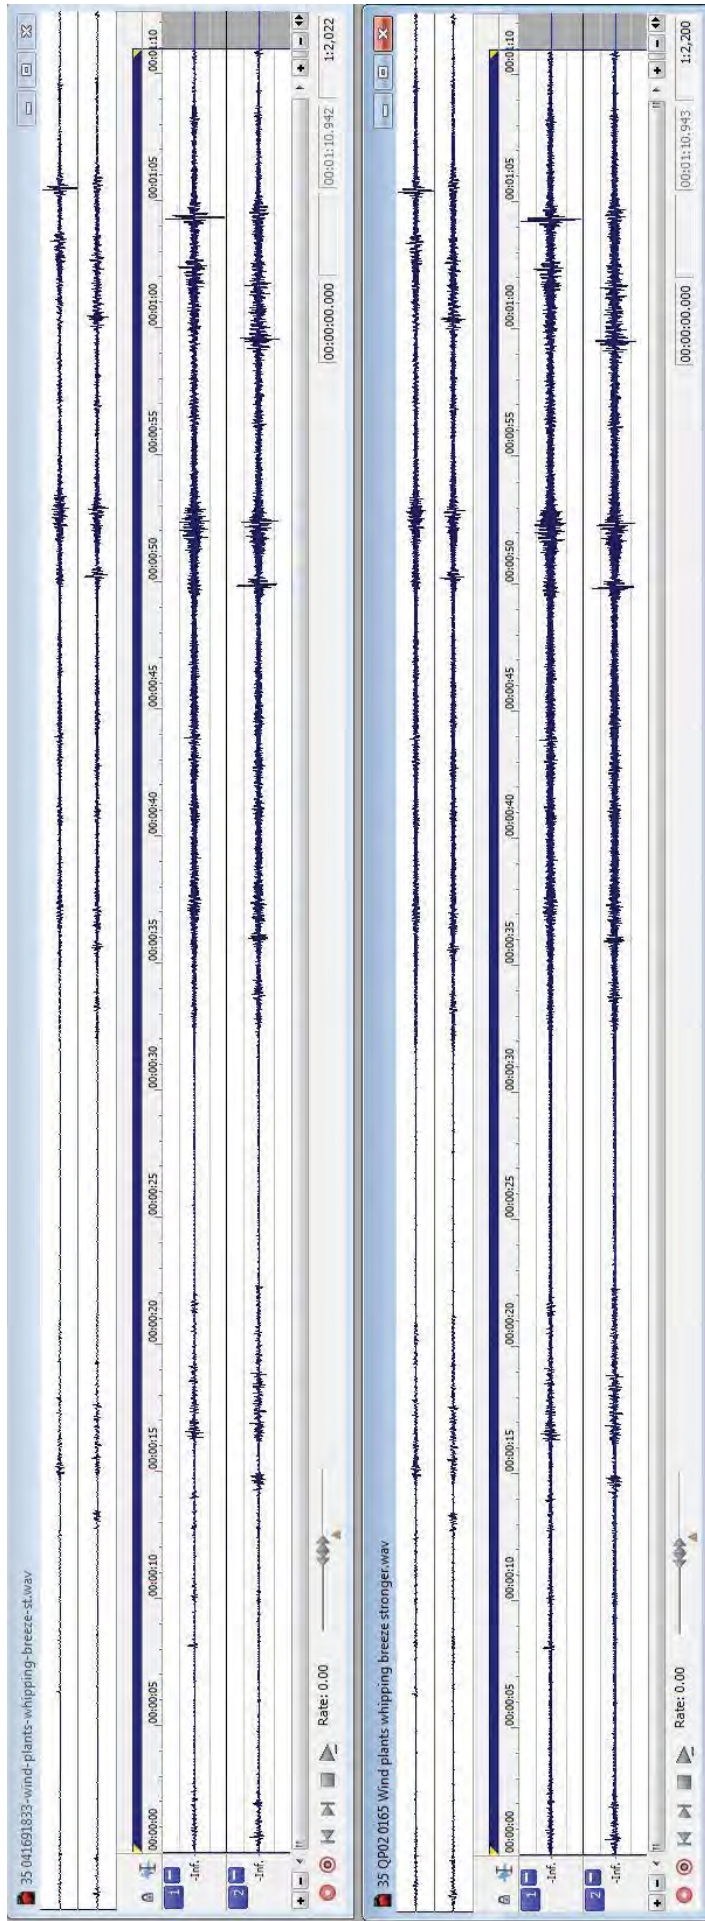 35 041691833-wind-plants-whipping-breeze-st.wav
00:00:00 00:00:05 00:00:10 00:00:15 00:00:20 00:00:25 00:00:30 00:00:35 00:00:40 00:00:45 00:00:50 00:00:55 00:01:00 00:01:05 00:01:10
1
-Inf.
2
-Inf.
Rate: 0.00 00:00:00.000 00:01:10.942 1:2,022
35 QP02 0165 Wind plants whipping breeze stronger.wav
00:00:00 00:00:05 00:00:10 00:00:15 00:00:20 00:00:25 00:00:30 00:00:35 00:00:40 00:00:45 00:00:50 00:00:55 00:01:00 00:01:05 00:01:10
1
-Inf.
2
-Inf.
Rate: 0.00 00:00:00.000 00:01:10.943 1:2,200